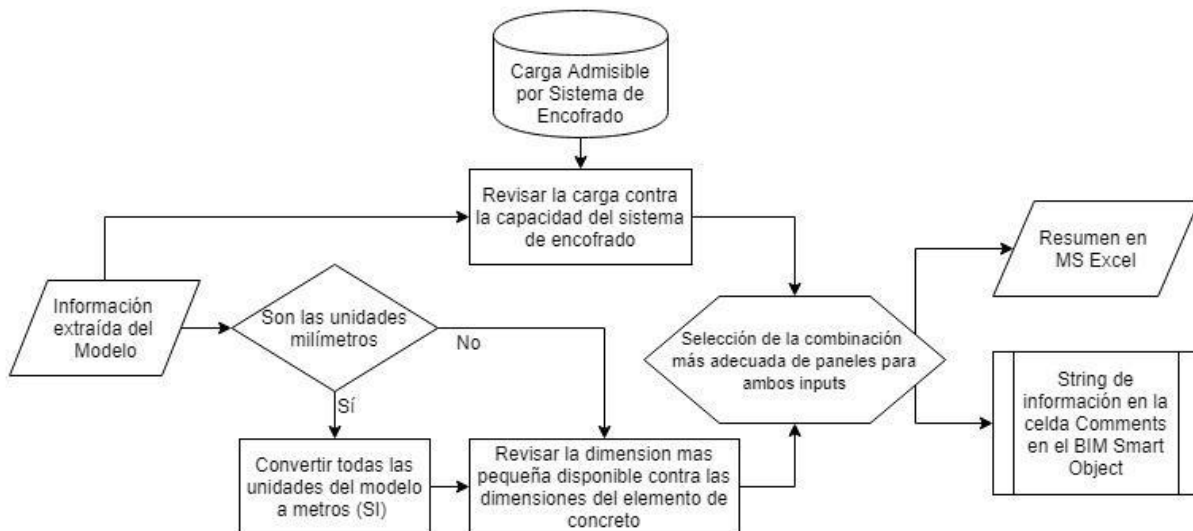 Carga Admisible
por Sistema de
Encofrado
Revisar la carga contra
la capacidad del sistema
de encofrado
Resumen en
MS Excel
Información
extraída del
Modelo
Son las unidades
milímetros
No
Sí
Selección de la combinación
más adecuada de paneles para
ambos inputs
String de
información en la
celda Comments
en el BIM Smart
Object
Convertir todas las
unidades del modelo
a metros (SI)
Revisar la dimension mas
pequeña disponible contra las
dimensiones del elemento de
concreto